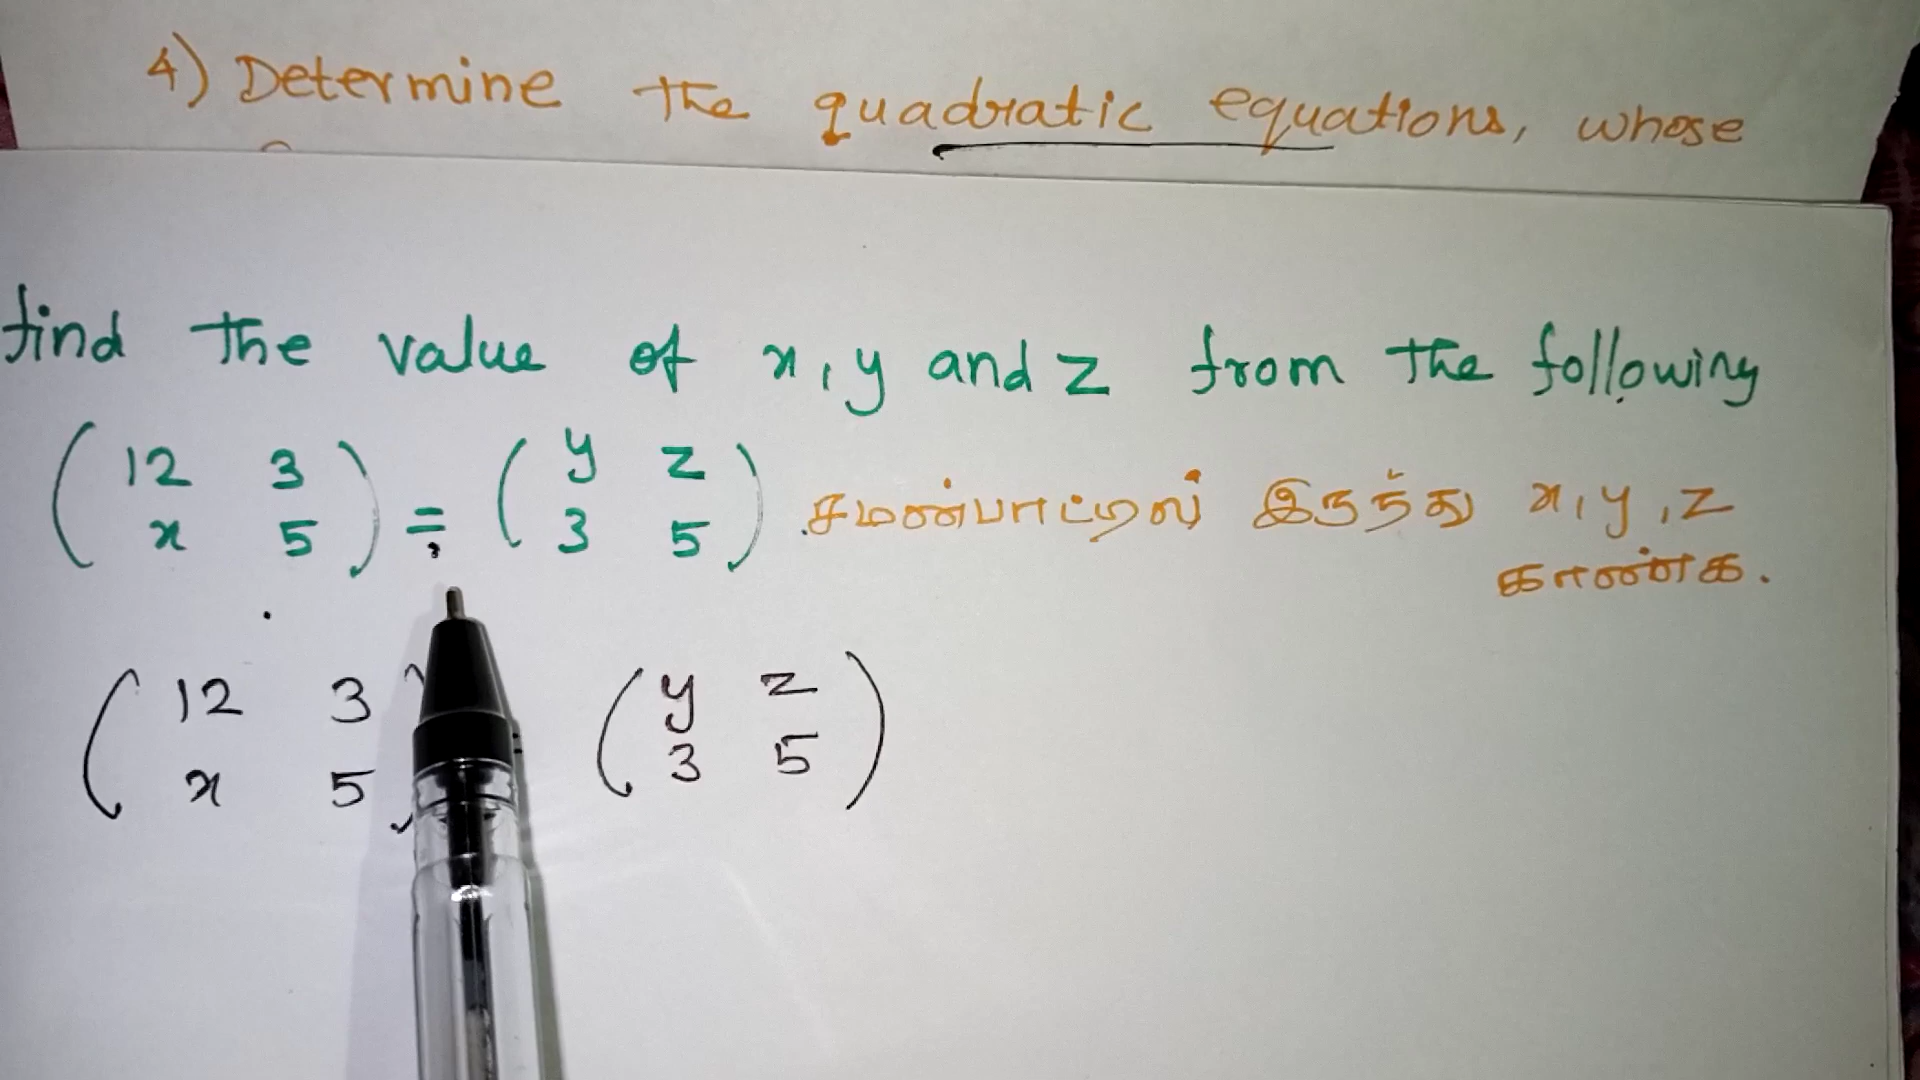 4) Determine the quadratic equations, whose
find the value of x, y and z from the following
( 12 3 ) = ( y z ) சமன்பாட்டில் இருந்து x, y, z
( x 5 ) ( 3 5 ) காண்க.
( 12 3 ) ( y z )
( x 5 ) ( 3 5 )